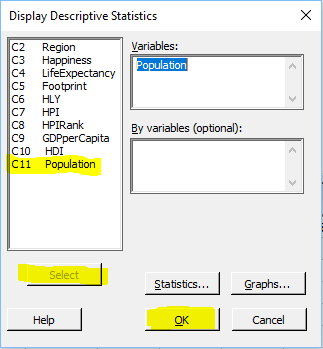 Display Descriptive Statistics
C2 Region
C3 Happiness
C4 LifeExpectancy
C5 Footprint
C6 HLY
C7 HPI
C8 HPIRank
C9 GDPperCapita
C10 HDI
C11 Population
Variables:
Population
By variables (optional):
Select
Statistics...
Graphs...
Help
OK
Cancel